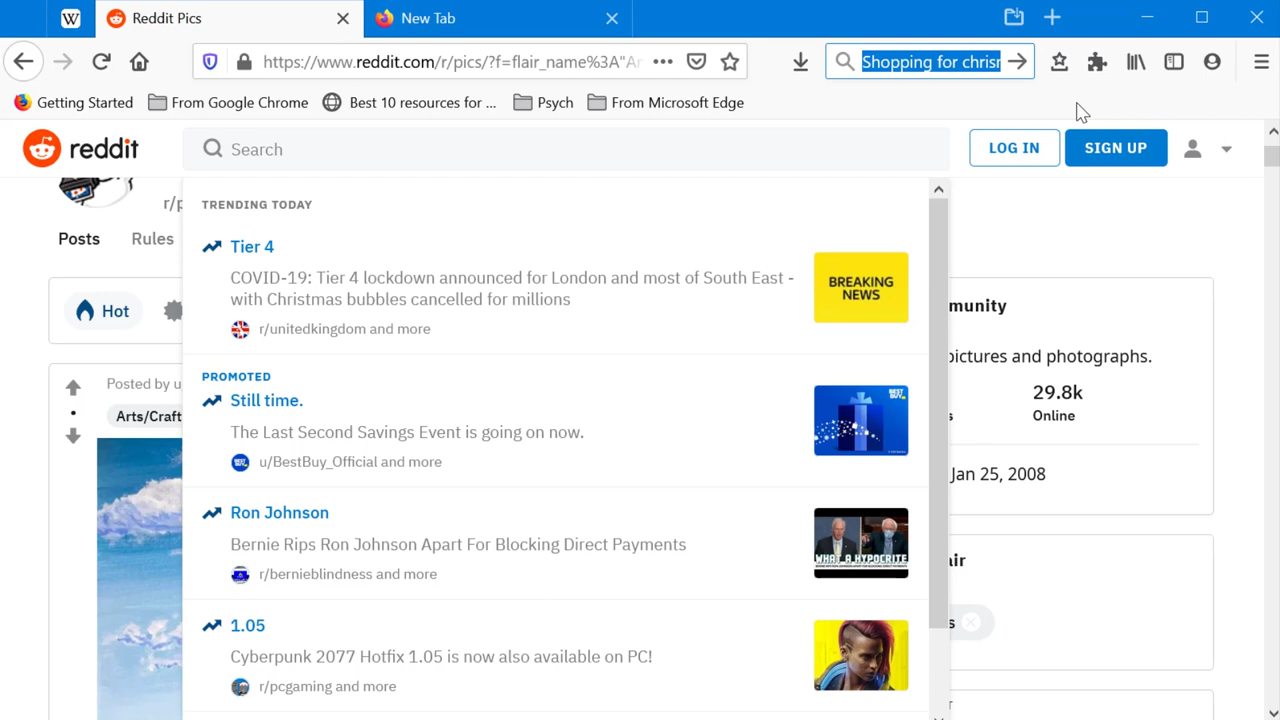 W
Reddit Pics
New Tab
https://www.reddit.com/r/pics/?f=flair_name%3A"Ar
Shopping for chrisr
Getting Started
From Google Chrome
Best 10 resources for ...
Psych
From Microsoft Edge
reddit
Search
LOG IN
SIGN UP
r/p
Posts
Rules
TRENDING TODAY
Tier 4
COVID-19: Tier 4 lockdown announced for London and most of South East -
with Christmas bubbles cancelled for millions
r/unitedkingdom and more
BREAKING
NEWS
Hot
PROMOTED
Still time.
The Last Second Savings Event is going on now.
u/BestBuy_Official and more
BEST
BUY
Posted by u
Arts/Craft
Ron Johnson
Bernie Rips Ron Johnson Apart For Blocking Direct Payments
r/bernieblindness and more
WHAT A HYPOCRITE
1.05
Cyberpunk 2077 Hotfix 1.05 is now also available on PC!
r/pcgaming and more
munity
pictures and photographs.
29.8k
s
Online
Jan 25, 2008
air
s
r